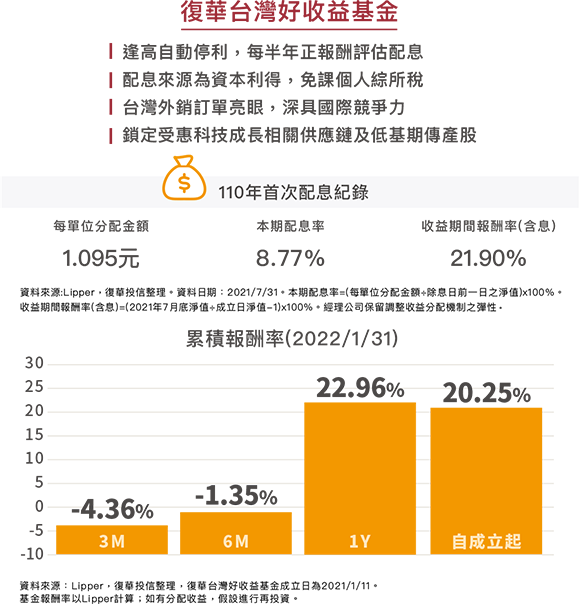 復華台灣好收益基金
逢高自動停利，每半年正報酬評估配息
配息來源為資本利得，免課個人綜所稅
台灣外銷訂單亮眼，深具國際競爭力
鎖定受惠科技成長相關供應鏈及低基期傳產股
$
110年首次配息紀錄
每單位分配金額 本期配息率 收益期間報酬率(含息)
1.095元 8.77% 21.90%
資料來源:Lipper，復華投信整理。資料日期：2021/7/31。本期配息率=(每單位分配金額÷除息日前一日之淨值)x100%。
收益期間報酬率(含息)=(2021年7月底淨值÷成立日淨值-1)x100%。經理公司保留調整收益分配機制之彈性。
累積報酬率(2022/1/31)
30
25
20
15
10
5
0
-5
-10
-4.36%
-1.35%
22.96%
20.25%
3M
6M
1Y
自成立起
資料來源：Lipper，復華投信整理，復華台灣好收益基金成立日為2021/1/11。
基金報酬率以Lipper計算；如有分配收益，假設進行再投資。